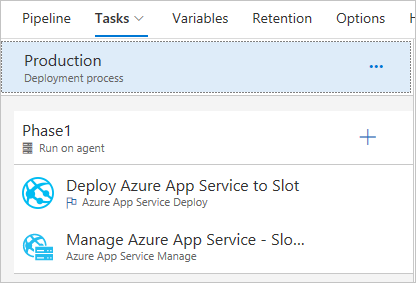 Pipeline Tasks Variables Retention Options
Production
Deployment process
...
Phase1
Run on agent
Deploy Azure App Service to Slot
Azure App Service Deploy
Manage Azure App Service - Slo...
Azure App Service Manage